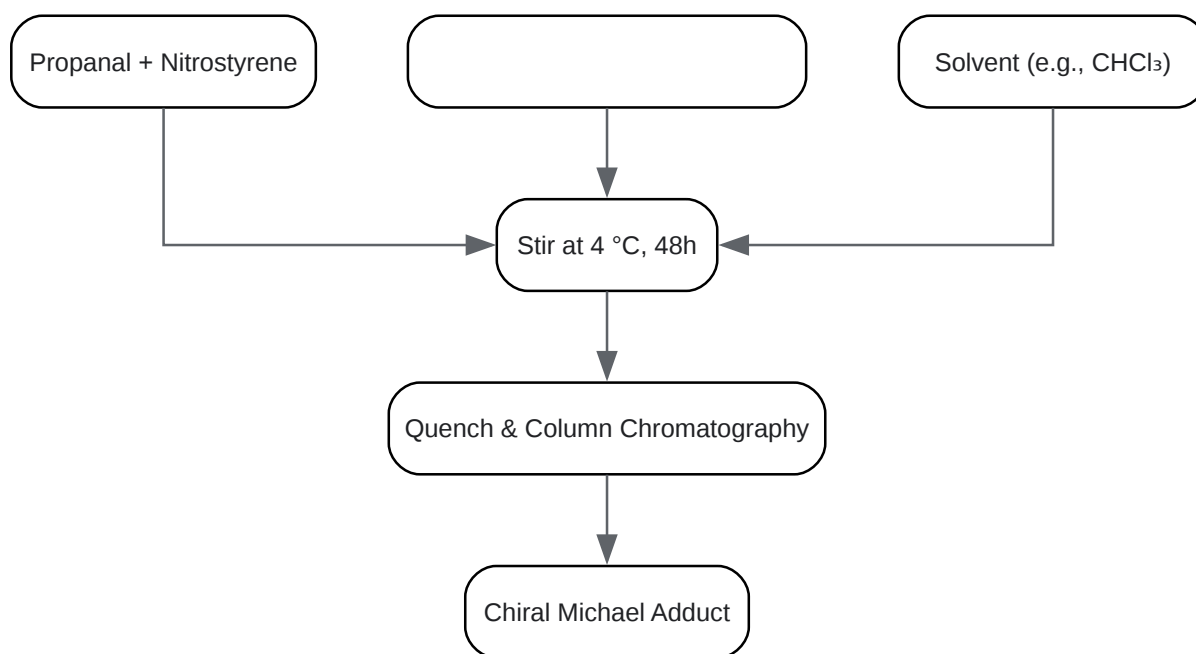 Propanal + Nitrostyrene
Solvent (e.g., CHCl₃)
Stir at 4 °C, 48h
Quench & Column Chromatography
Chiral Michael Adduct